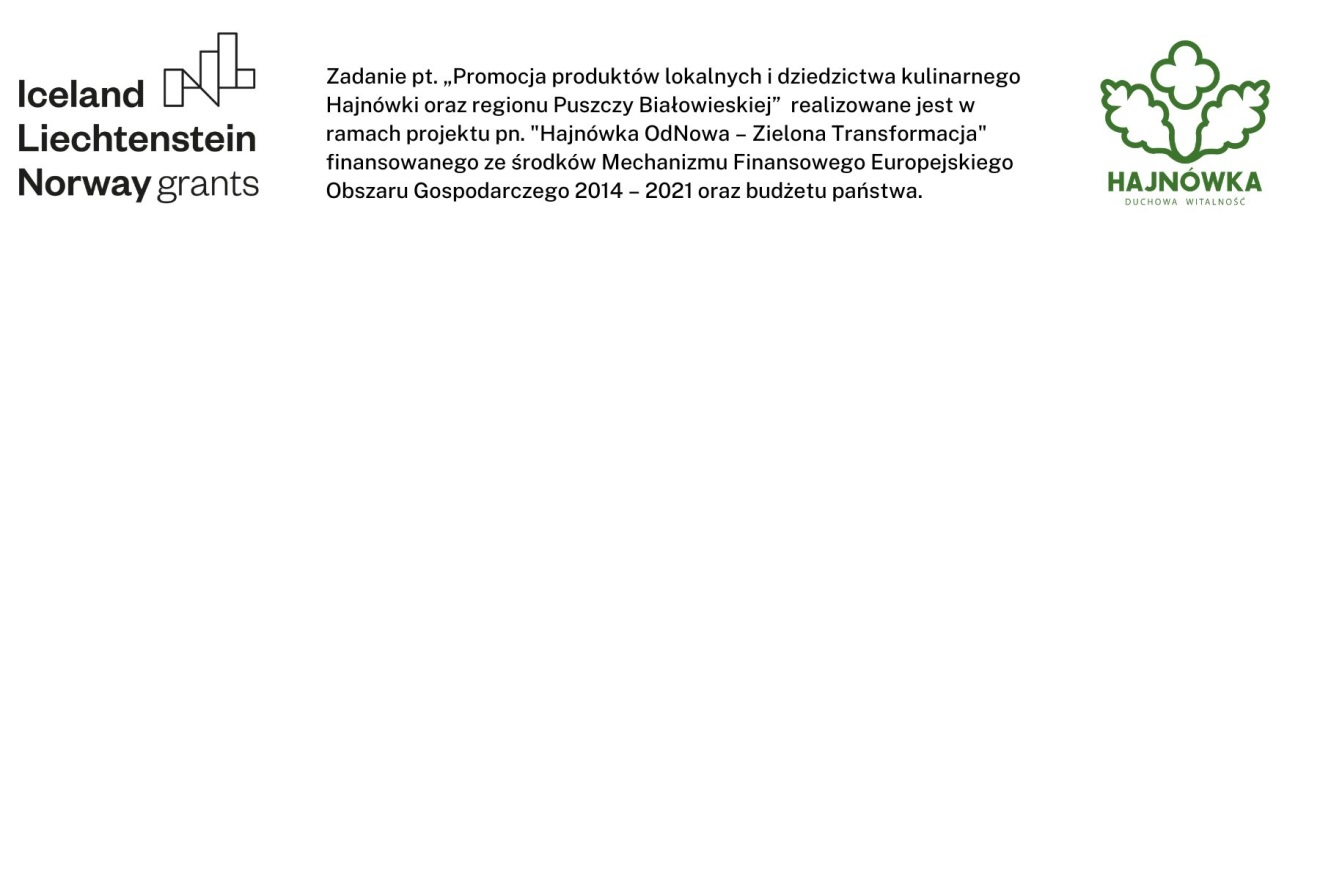 Iceland
Liechtenstein
Norway grants
Zadanie pt. „Promocja produktów lokalnych i dziedzictwa kulinarnego
Hajnówki oraz regionu Puszczy Białowieskiej”  realizowane jest w
ramach projektu pn. "Hajnówka OdNowa – Zielona Transformacja"
finansowanego ze środków Mechanizmu Finansowego Europejskiego
Obszaru Gospodarczego 2014 – 2021 oraz budżetu państwa.
HAJNÓWKA
DUCHOWA WITALNOŚĆ